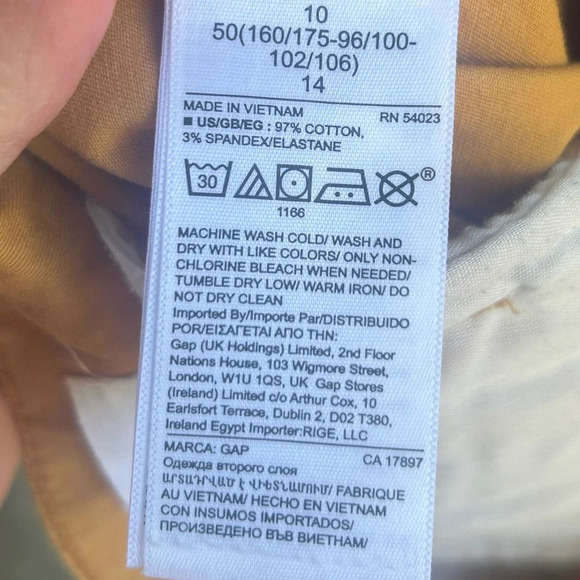 10
50(160/175-96/100-
102/106)
14
MADE IN VIETNAM RN 54023
■ US/GB/EG : 97% COTTON,
3% SPANDEX/ELASTANE
30
®
1166
MACHINE WASH COLD/ WASH AND
DRY WITH LIKE COLORS/ ONLY NON-
CHLORINE BLEACH WHEN NEEDED/
TUMBLE DRY LOW/ WARM IRON/ DO
NOT DRY CLEAN
Imported By/Importe Par/DISTRIBUIDO
POR/ΕΙΣΑΓΕΤΑΙ ΑΠΟ ΤΗΝ:
Gap (UK Holdings) Limited, 2nd Floor
Nations House, 103 Wigmore Street,
London, W1U 1QS, UK Gap Stores
(Ireland) Limited c/o Arthur Cox, 10
Earlsfort Terrace, Dublin 2, D02 T380,
Ireland Egypt Importer:RIGE, LLC
MARCA: GAP CA 17897
Одежда второго слоя
ԱՐՏԱԴՐՎԱԾ Է ՎԻԵՏՆԱՄՈՒՄ/ FABRIQUE
AU VIETNAM/ HECHO EN VIETNAM
CON INSUMOS IMPORTADOS/
ПРОИЗВЕДЕНО ВЪВ ВИЕТНАМ/